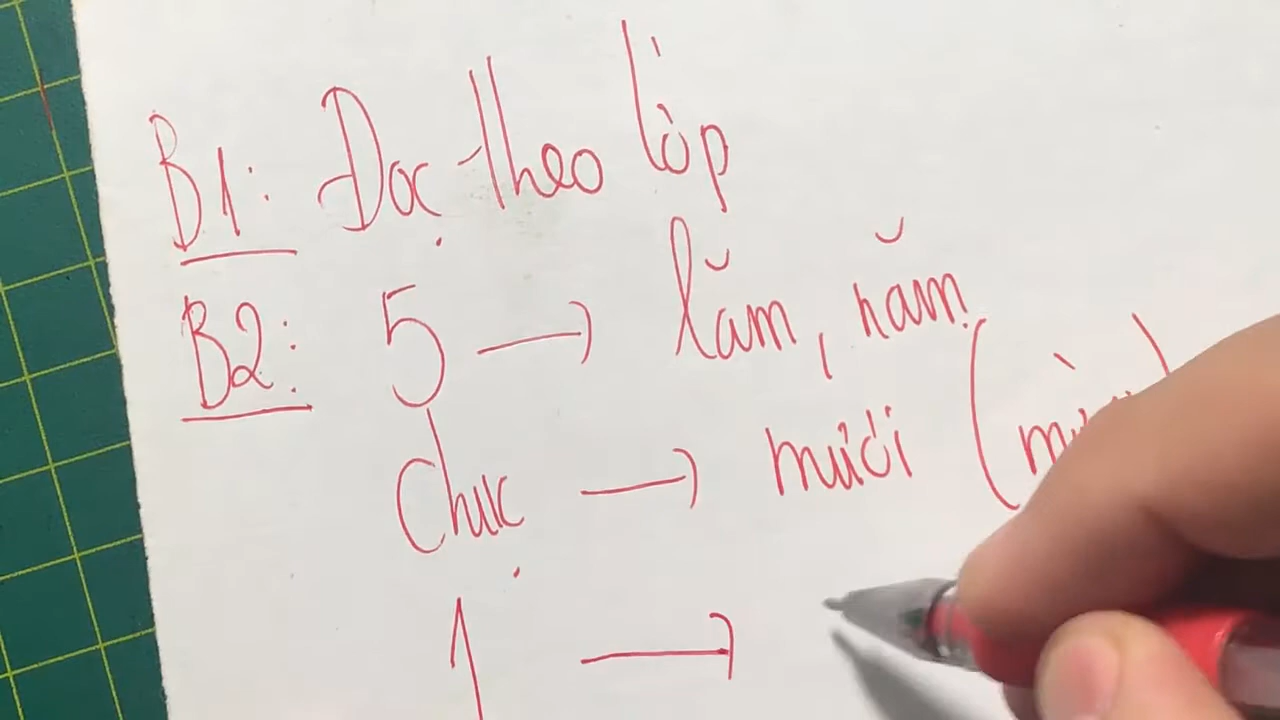 B1: Đọc theo lớp
B2: 5 → lăm, năm
Chục → mươi (
1 →